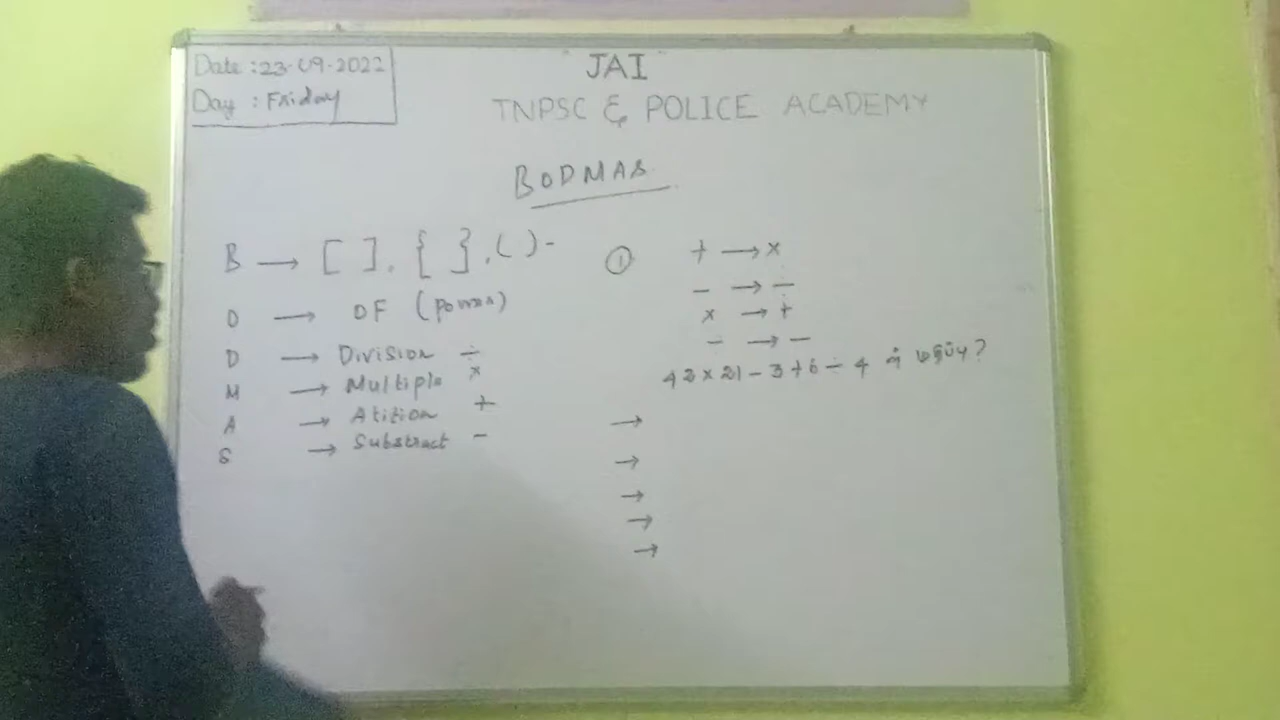 Date : 23-09-2022
Day : Friday
JAI
TNPSC & POLICE ACADEMY
BODMAS
B → [ ], { }, ( ) -
O → OF (
D → Division ÷
M → Multiple ×
A → Atition +
S → Substract -
① + → ×
- → ÷
× → +
÷ → -
42 × 21 - 3 + 6 ÷ 4 ன் மதிப்பு ?
→
→
→
→
→